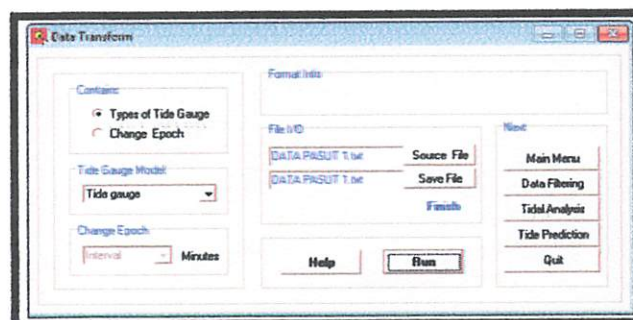 Data Transform
Contains
Types of Tide Gauge
Change Epoch
Tide Gauge Model
Tide gauge
Change Epoch
Interval Minutes
Format Info
File I/O
DATA PASUT 1.txt Source File
DATA PASUT 1.txt Save File
Finish
Help Run
Next
Main Menu
Data Filtering
Tidal Analysis
Tide Prediction
Quit